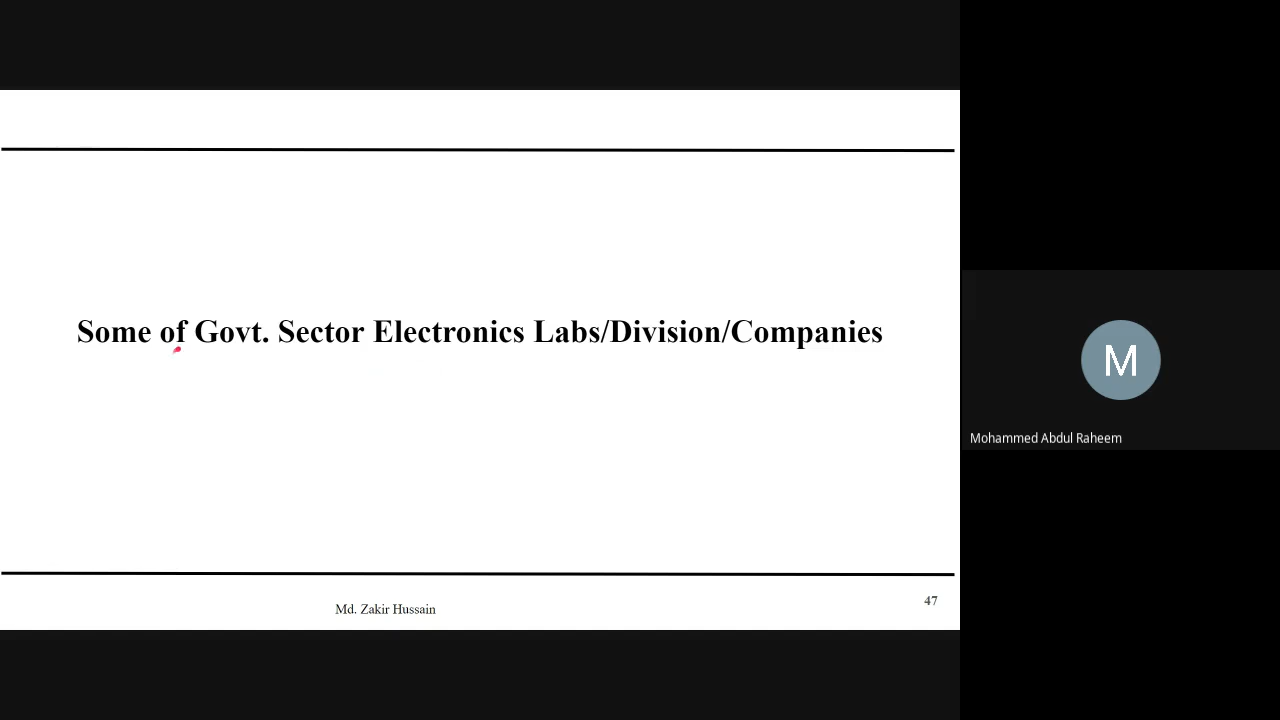 Some of Govt. Sector Electronics Labs/Division/Companies
M
Mohammed Abdul Raheem
Md. Zakir Hussain
47